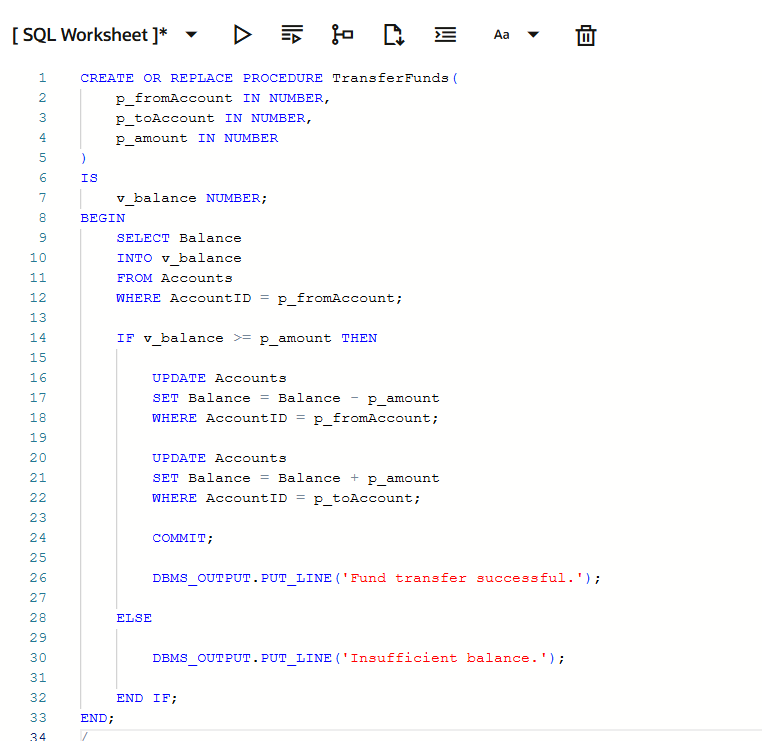 [ SQL Worksheet ]*
Aa
1 CREATE OR REPLACE PROCEDURE TransferFunds(
2     p_fromAccount IN NUMBER,
3     p_toAccount IN NUMBER,
4     p_amount IN NUMBER
5 )
6 IS
7     v_balance NUMBER;
8 BEGIN
9     SELECT Balance
10     INTO v_balance
11     FROM Accounts
12     WHERE AccountID = p_fromAccount;
13
14     IF v_balance >= p_amount THEN
15
16         UPDATE Accounts
17         SET Balance = Balance - p_amount
18         WHERE AccountID = p_fromAccount;
19
20         UPDATE Accounts
21         SET Balance = Balance + p_amount
22         WHERE AccountID = p_toAccount;
23
24         COMMIT;
25
26         DBMS_OUTPUT.PUT_LINE('Fund transfer successful.');
27
28     ELSE
29
30         DBMS_OUTPUT.PUT_LINE('Insufficient balance.');
31
32     END IF;
33 END;
34 /